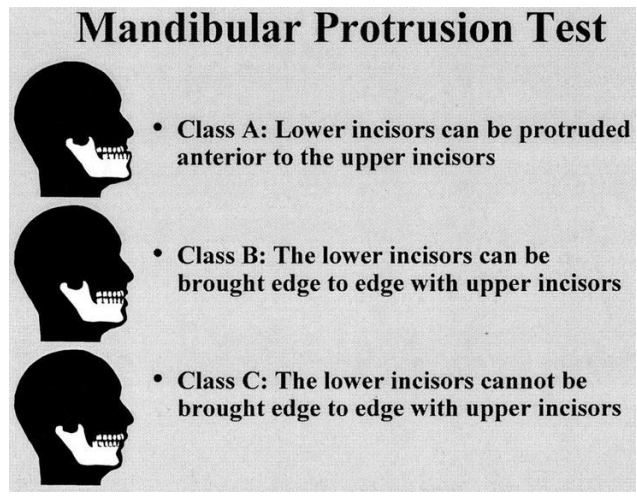 Mandibular Protrusion Test
• Class A: Lower incisors can be protruded
anterior to the upper incisors
• Class B: The lower incisors can be
brought edge to edge with upper incisors
• Class C: The lower incisors cannot be
brought edge to edge with upper incisors